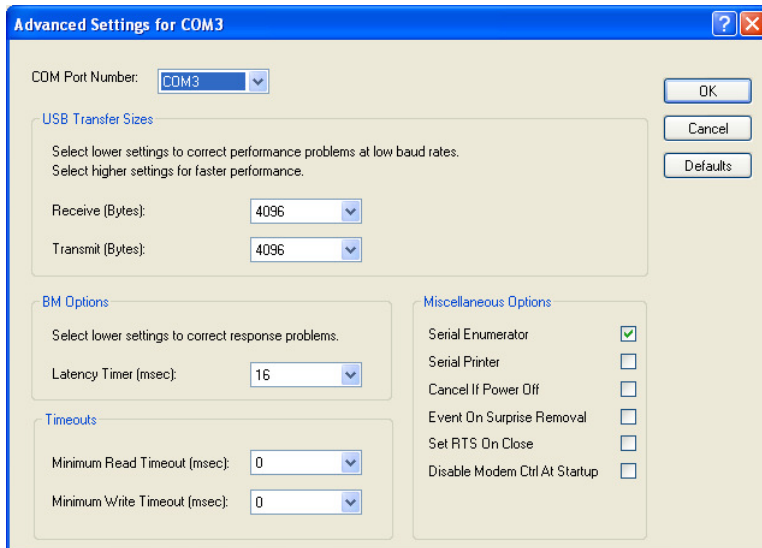 Advanced Settings for COM3
COM Port Number: COM3
OK
Cancel
Defaults
USB Transfer Sizes
Select lower settings to correct performance problems at low baud rates.
Select higher settings for faster performance.
Receive (Bytes): 4096
Transmit (Bytes): 4096
BM Options
Select lower settings to correct response problems.
Latency Timer (msec): 16
Timeouts
Minimum Read Timeout (msec): 0
Minimum Write Timeout (msec): 0
Miscellaneous Options
Serial Enumerator
Serial Printer
Cancel If Power Off
Event On Surprise Removal
Set RTS On Close
Disable Modem Ctrl At Startup